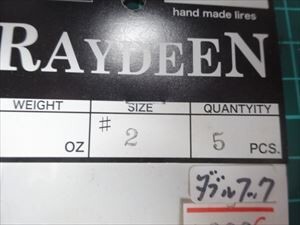 hand made lires
RAYDEEN
WEIGHT SIZE QUANTYITY
OZ # 2 5 PCS.
ダブルフック